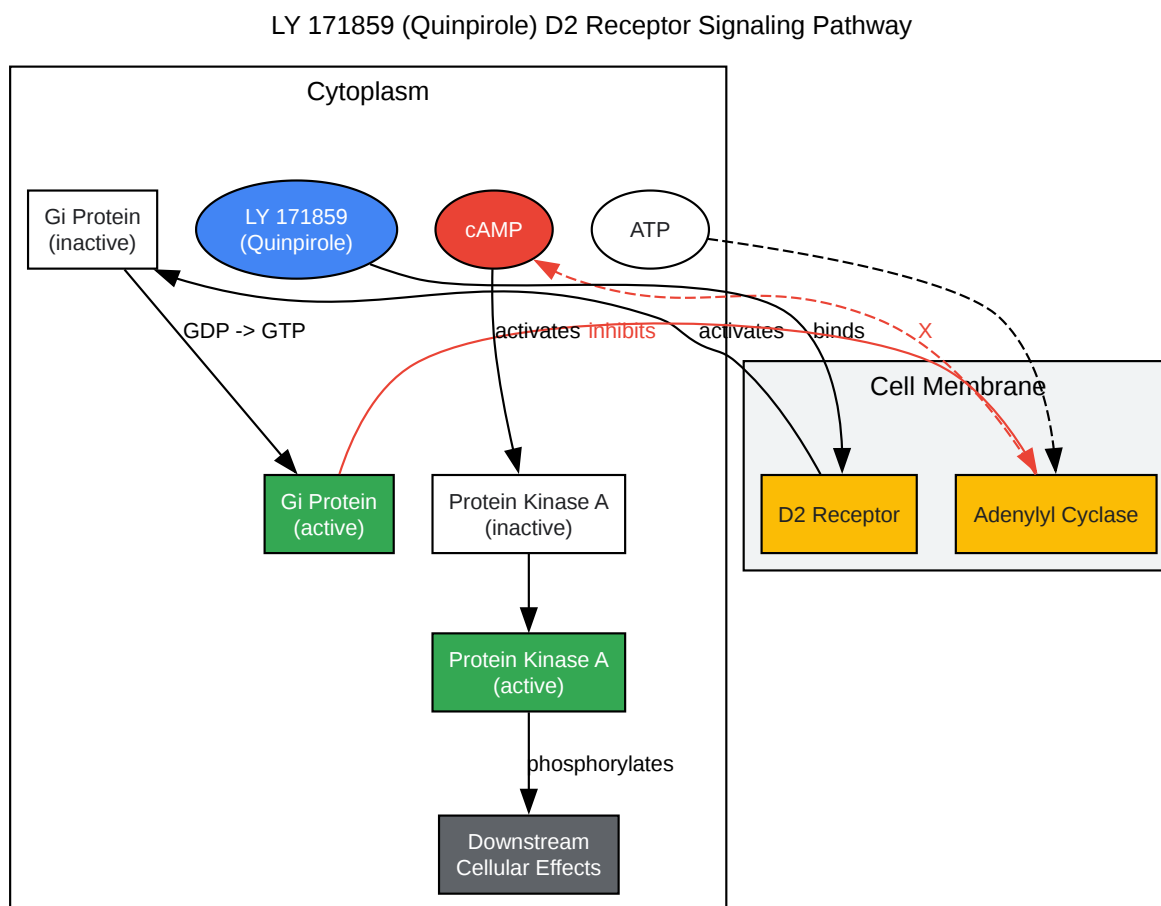 LY 171859 (Quinpirole) D2 Receptor Signaling Pathway
Cytoplasm
Gi Protein
(inactive)
LY 171859
(Quinpirole)
cAMP
ATP
GDP -> GTP
activates
inhibits
activates
binds
X
Cell Membrane
Gi Protein
(active)
Protein Kinase A
(inactive)
D2 Receptor
Adenylyl Cyclase
Protein Kinase A
(active)
phosphorylates
Downstream
Cellular Effects